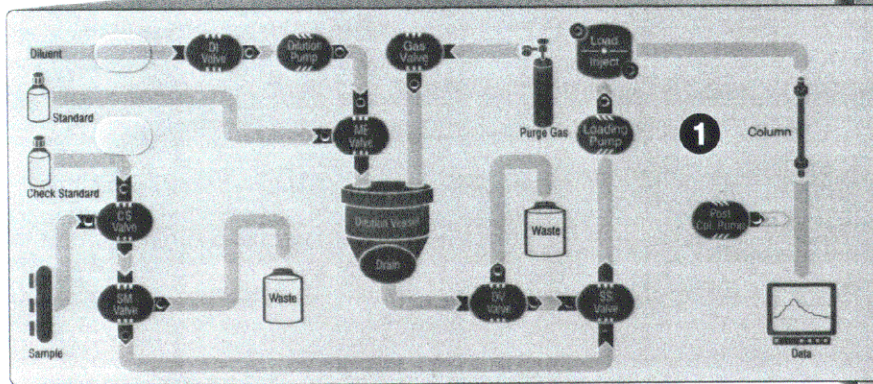 Diluent
DI
Valve
Dilution
Pump
Gas
Valve
Load
Inject
Standard
ME
Valve
Purge Gas
Loading
Pump
1
Column
Check Standard
CS
Valve
Dilution Vessel
Drain
Waste
Post
Col. Pump
SM
Valve
Waste
DV
Valve
SS
Valve
Sample
Data